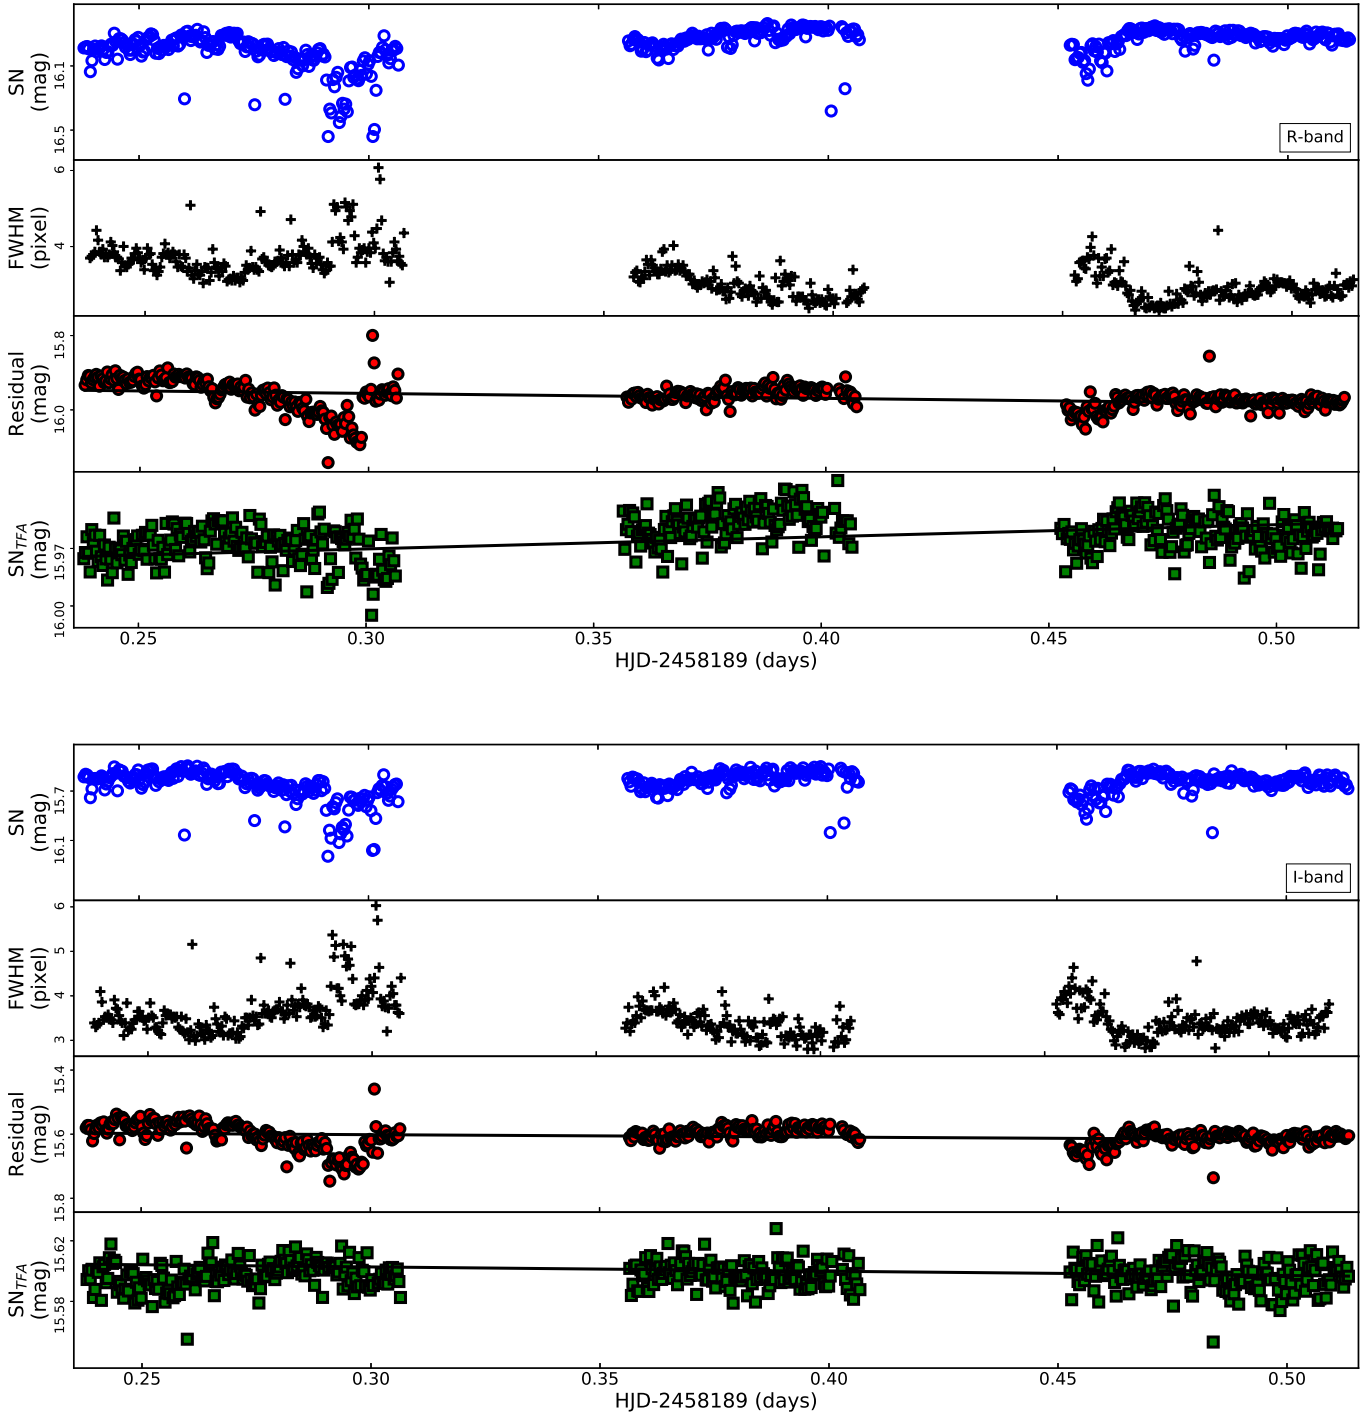 SN
(mag)
16.1
16.5
R-band
FWHM
(pixel)
6
4
Residual
(mag)
15.8
16.0
SN_TFA
(mag)
15.97
16.00
0.25 0.30 0.35 0.40 0.45 0.50
HJD-2458189 (days)
SN
(mag)
15.7
16.1
I-band
FWHM
(pixel)
6
5
4
3
Residual
(mag)
15.4
15.6
15.8
SN_TFA
(mag)
15.62
15.58
0.25 0.30 0.35 0.40 0.45 0.50
HJD-2458189 (days)